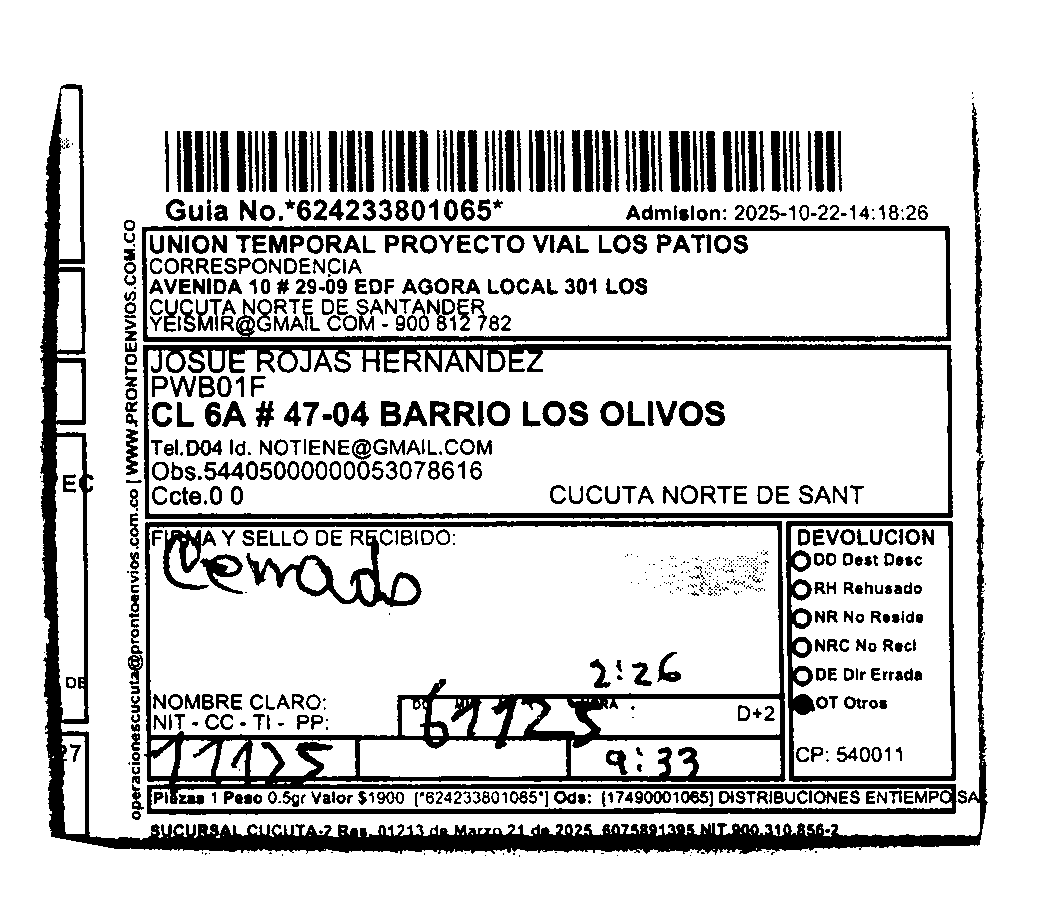 Guia No.*624233801065*
Admision: 2025-10-22-14:18:26
UNION TEMPORAL PROYECTO VIAL LOS PATIOS
CORRESPONDENCIA
AVENIDA 10 # 29-09 EDF AGORA LOCAL 301 LOS
CUCUTA NORTE DE SANTANDER
YEISMIR@GMAIL COM - 900 812 782
JOSUE ROJAS HERNANDEZ
PWB01F
CL 6A # 47-04 BARRIO LOS OLIVOS
Tel.D04 Id. NOTIENE@GMAIL.COM
Obs.54405000000053078616
Ccte.0 0
CUCUTA NORTE DE SANT
FIRMA Y SELLO DE RECIBIDO:
Cerrado
2:26
NOMBRE CLARO:
NIT - CC - TI - PP:
6 11 25
D+2
11125
9:33
DEVOLUCION
DD Dest Desc
RH Rehusado
NR No Reside
NRC No Recl
DE Dir Errada
OT Otros
CP: 540011
Piezas 1 Peso 0.5gr Valor $1900 [*624233801065*] Ods: [17490001065] DISTRIBUCIONES ENTIEMPO SA
SUCURSAL CUCUTA-2 Res. 01213 de Marzo 21 de 2025 6075891395 NIT 900.310.856-2
operacionescucuta@prontoenvios.com.co | WWW.PRONTOENVIOS.COM.CO
EC
DE
27